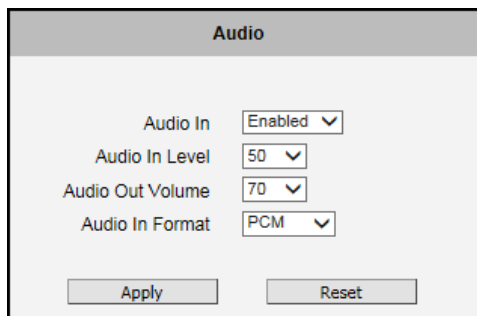 Audio
Audio In Enabled
Audio In Level 50
Audio Out Volume 70
Audio In Format PCM
Apply Reset